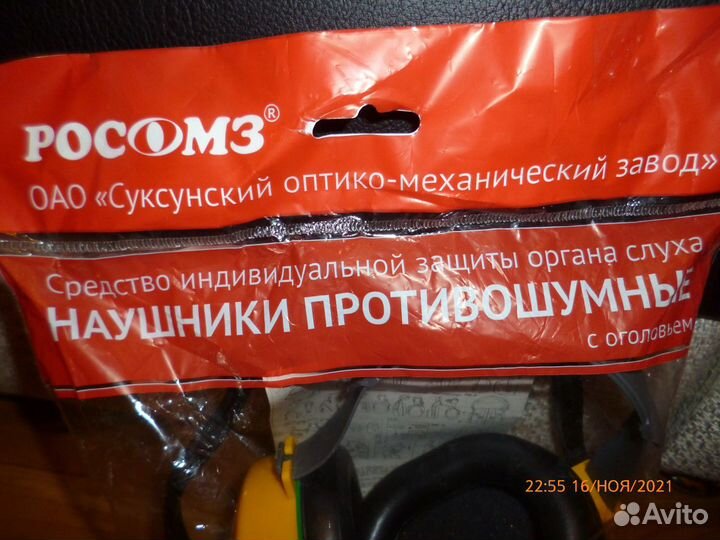 РОСОМЗ®
ОАО «Суксунский оптико-механический завод»
Средство индивидуальной защиты органа слуха
НАУШНИКИ ПРОТИВОШУМНЫЕ
с оголовьем
22:55 16/НОЯ/2021
Avito